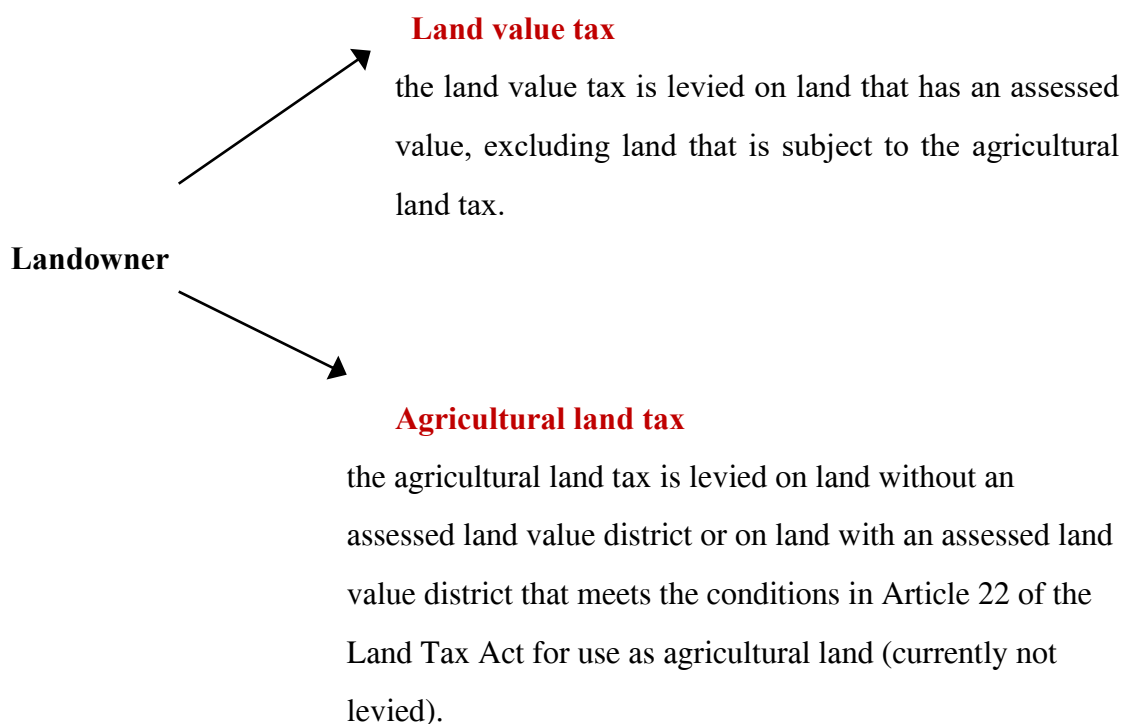 Land value tax
the land value tax is levied on land that has an assessed
value, excluding land that is subject to the agricultural
land tax.
Landowner
Agricultural land tax
the agricultural land tax is levied on land without an
assessed land value district or on land with an assessed land
value district that meets the conditions in Article 22 of the
Land Tax Act for use as agricultural land (currently not
levied).